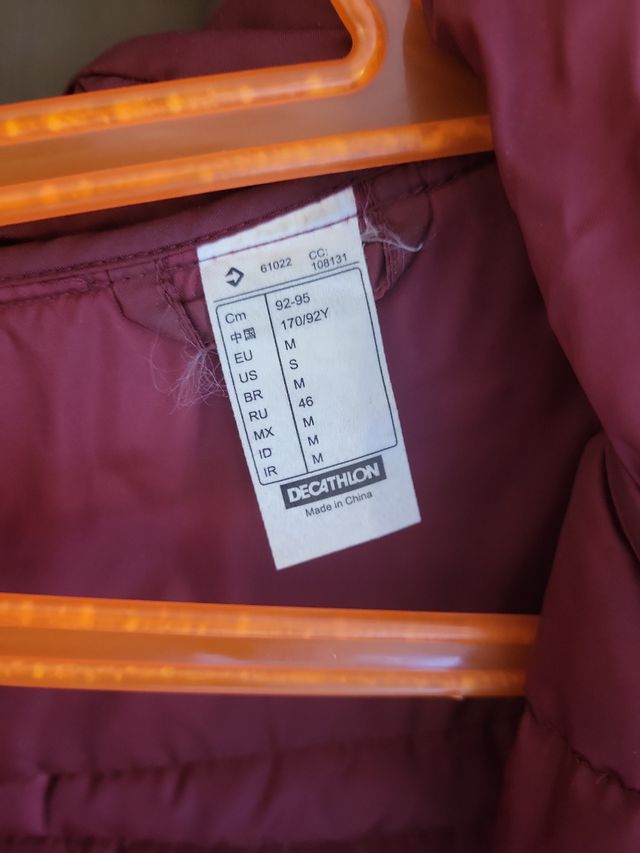 61022 CC: 108131
Cm 92-95
中国 170/92Y
EU M
US S
BR M
RU 46
MX M
ID M
IR M
DECATHLON
Made in China